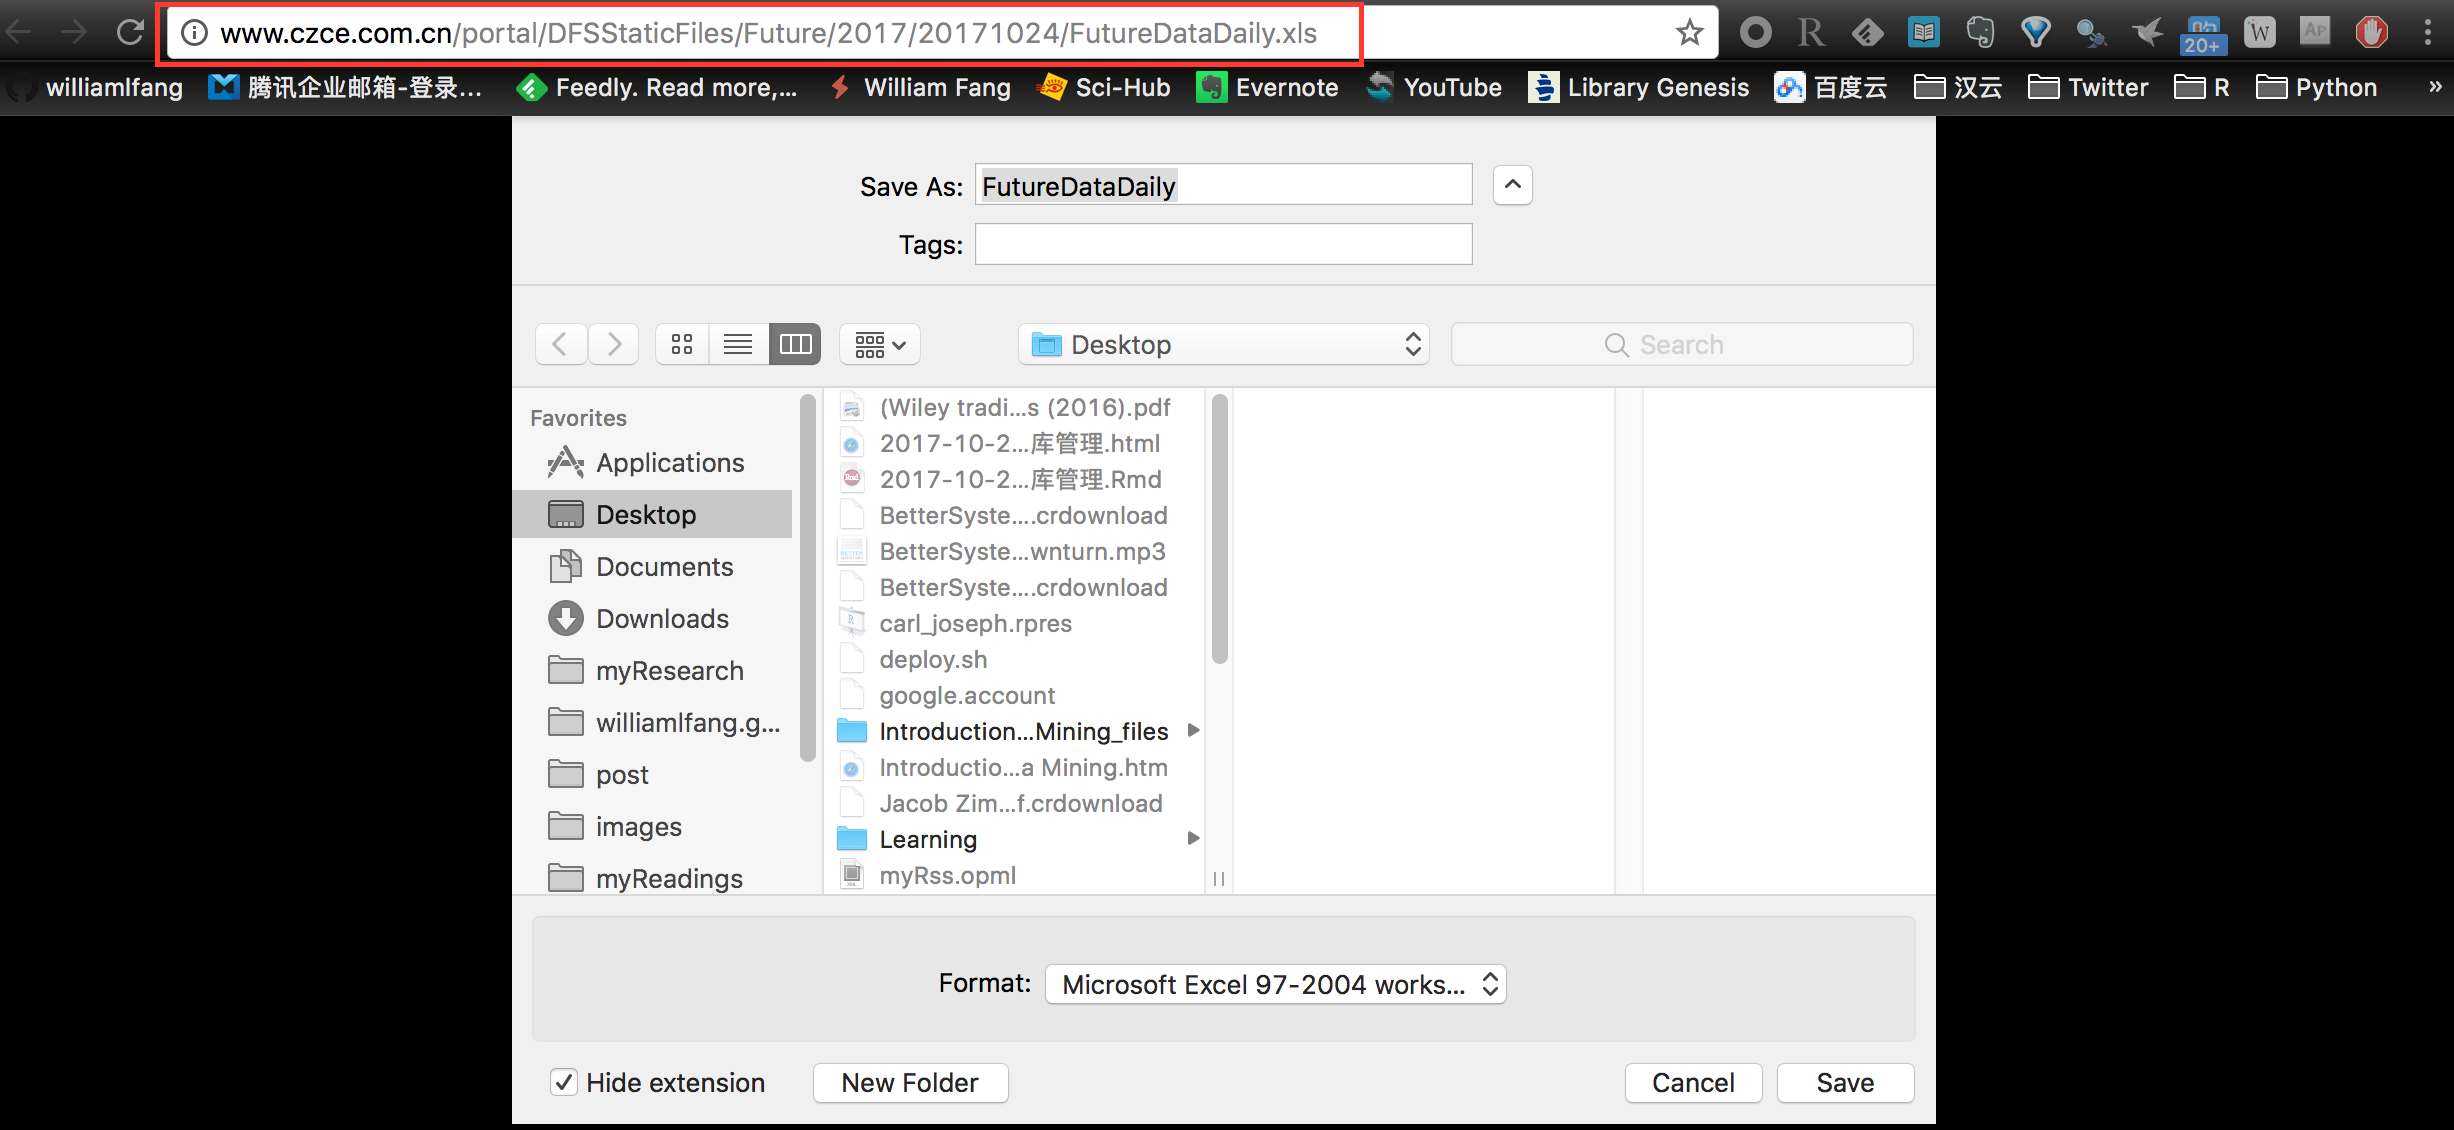 www.czce.com.cn/portal/DFSStaticFiles/Future/2017/20171024/FutureDataDaily.xls
20+
W
AP
R
williamlfang
腾讯企业邮箱-登录...
Feedly. Read more,...
William Fang
Sci-Hub
Evernote
YouTube
Library Genesis
百度云
汉云
Twitter
R
Python
»
Save As: FutureDataDaily
Tags:
Desktop
Search
Favorites
Applications
Desktop
Documents
Downloads
myResearch
williamlfang.g...
post
images
myReadings
(Wiley tradi...s (2016).pdf
2017-10-2...库管理.html
2017-10-2...库管理.Rmd
BetterSyste....crdownload
BetterSyste...wnturn.mp3
BetterSyste....crdownload
carl_joseph.rpres
deploy.sh
google.account
Introduction...Mining_files
Introductio...a Mining.htm
Jacob Zim...f.crdownload
Learning
myRss.opml
Format: Microsoft Excel 97-2004 works...
Hide extension
New Folder
Cancel
Save